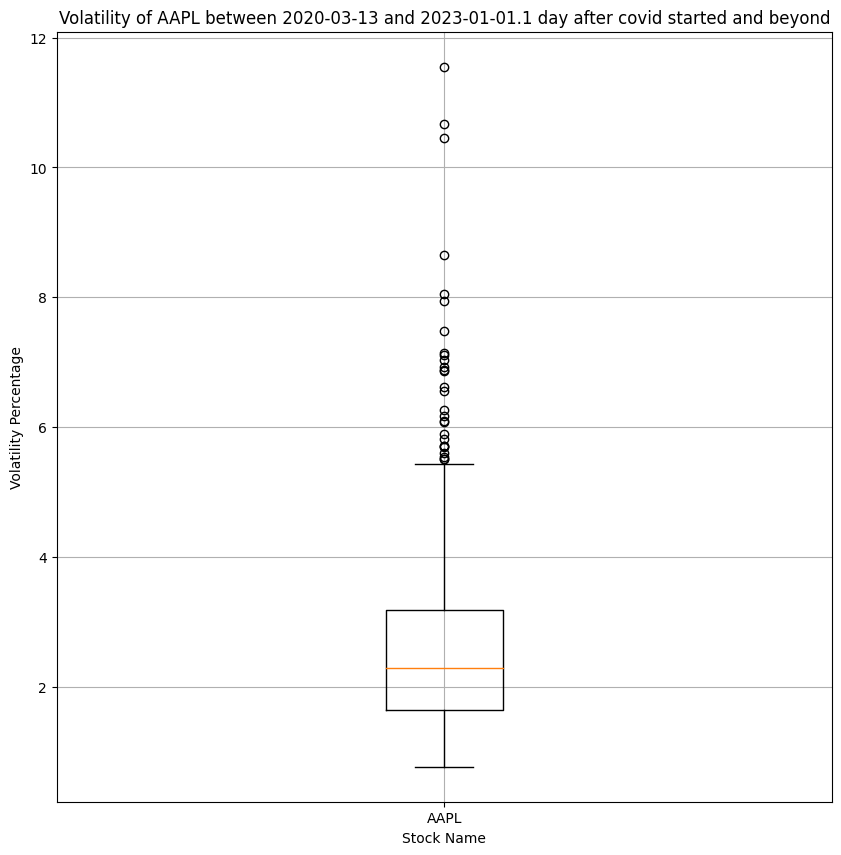 Volatility of AAPL between 2020-03-13 and 2023-01-01.1 day after covid started and beyond
12
10
8
6
4
2
Volatility Percentage
AAPL
Stock Name